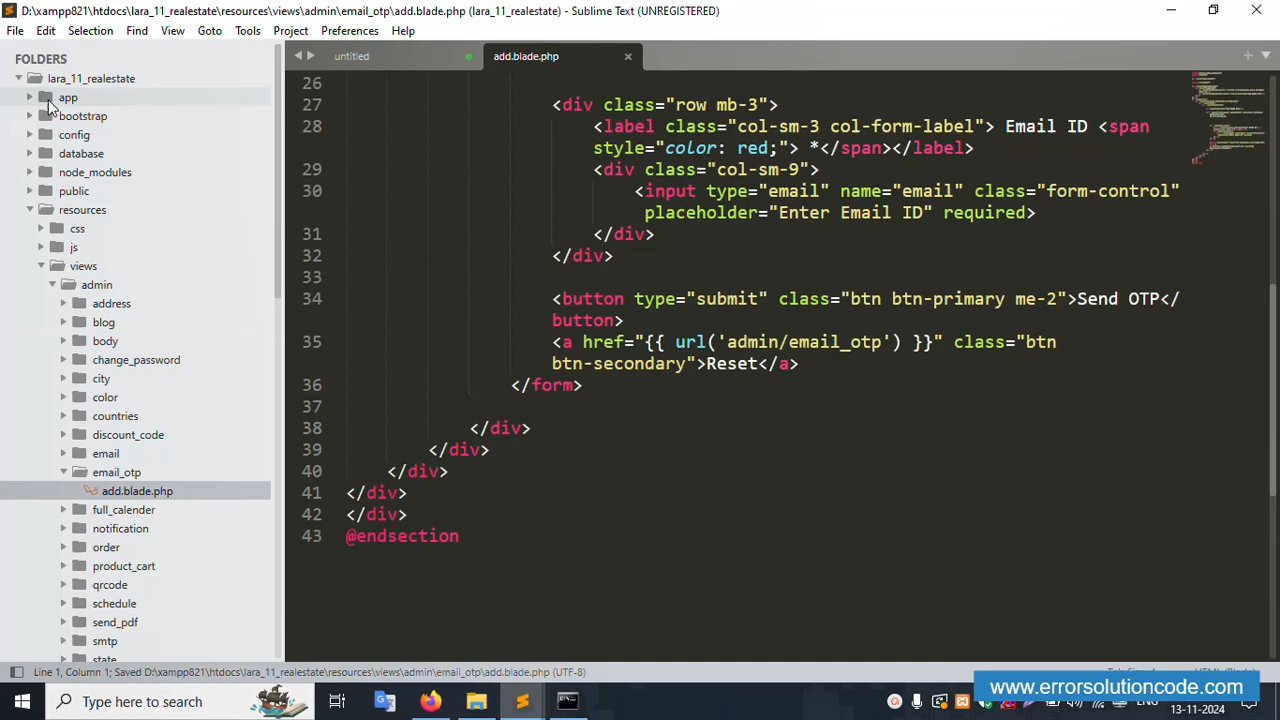 D:\xampp821\htdocs\lara_11_realestate\resources\views\admin\email_otp\add.blade.php (lara_11_realestate) - Sublime Text (UNREGISTERED)
File Edit Selection Find View Goto Tools Project Preferences Help
FOLDERS
lara_11_realestate
app
bootstrap
config
database
node_modules
public
resources
css
js
views
admin
address
blog
body
change_password
city
color
countries
discount_code
email
email_otp
add.blade.php
full_calender
notification
order
product_cart
qrcode
schedule
send_pdf
smtp
state
untitled
add.blade.php
26
27 <div class="row mb-3">
28 <label class="col-sm-3 col-form-label"> Email ID <span
style="color: red;"> *</span></label>
29 <div class="col-sm-9">
30 <input type="email" name="email" class="form-control"
placeholder="Enter Email ID" required>
31 </div>
32 </div>
33
34 <button type="submit" class="btn btn-primary me-2">Send OTP</
button>
35 <a href="{{ url('admin/email_otp') }}" class="btn
btn-secondary">Reset</a>
36 </form>
37
38 </div>
39 </div>
40 </div>
41 </div>
42 </div>
43 @endsection
Line 1, Column 1; Saved D:\xampp821\htdocs\lara_11_realestate\resources\views\admin\email_otp\add.blade.php (UTF-8)
www.errorsolutioncode.com
Type here to search
13-11-2024